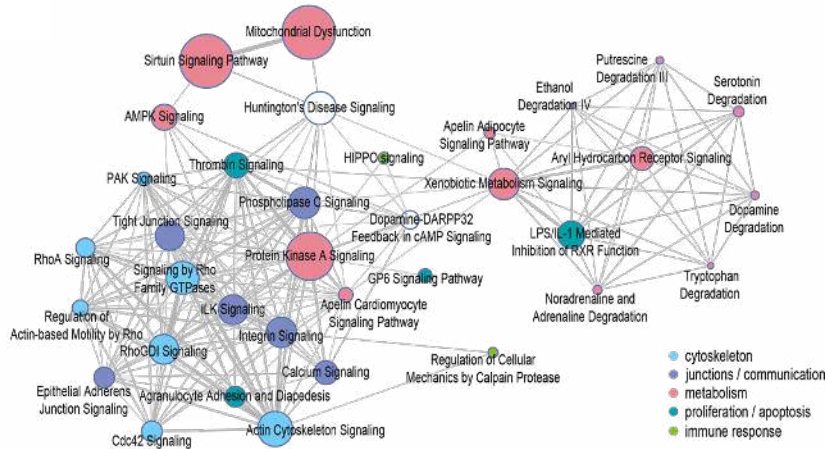 Mitochondrial Dysfunction
Sirtuin Signaling Pathway
Huntington's Disease Signaling
AMPK Signaling
Thrombin Signaling
HIPPO signaling
PAK Signaling
Phospholipase C Signaling
Tight Junction Signaling
Dopamine-DARPP32
Feedback in cAMP Signaling
RhoA Signaling
Signaling by Rho
Family GTPases
Protein Kinase A Signaling
GP6 Signaling Pathway
Apelin Cardiomyocyte
Signaling Pathway
Regulation of
Actin-based Motility by Rho
ILK Signaling
Integrin Signaling
RhoGDI Signaling
Calcium Signaling
Epithelial Adherens
Junction Signaling
Agranulocyte Adhesion and Diapedesis
Cdc42 Signaling
Actin Cytoskeleton Signaling
Regulation of Cellular
Mechanics by Calpain Protease
Putrescine
Degradation III
Ethanol
Degradation IV
Serotonin
Degradation
Apelin Adipocyte
Signaling Pathway
Aryl Hydrocarbon Receptor Signaling
Xenobiotic Metabolism Signaling
LPS/IL-1 Mediated
Inhibition of RXR Function
Dopamine
Degradation
Tryptophan
Degradation
Noradrenaline and
Adrenaline Degradation
cytoskeleton
junctions / communication
metabolism
proliferation / apoptosis
immune response